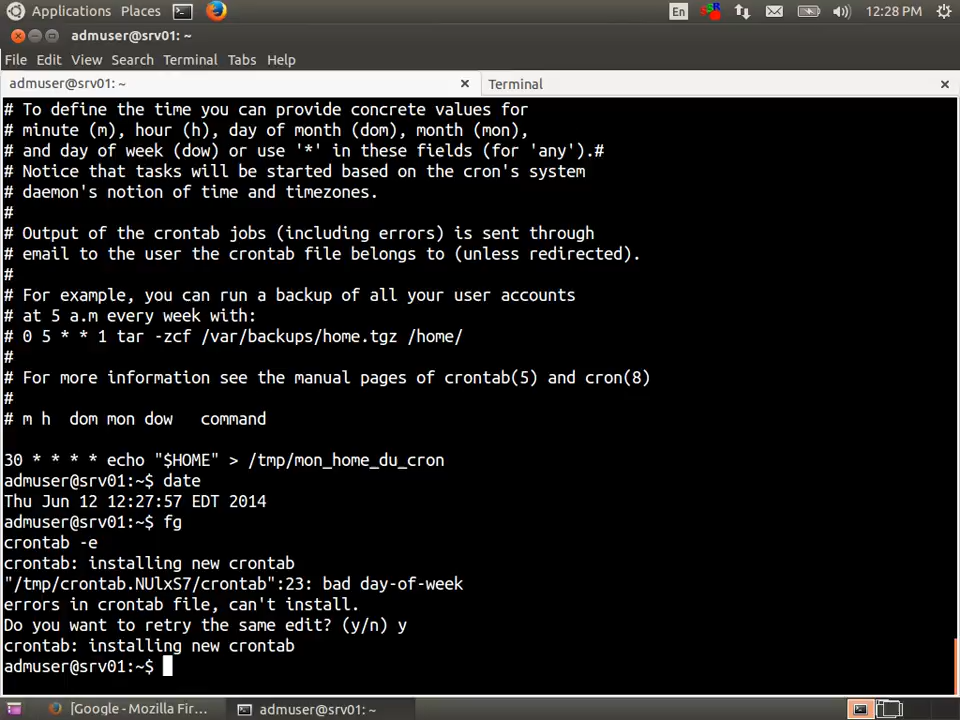 Applications Places En 12:28 PM
admuser@srv01: ~
File Edit View Search Terminal Tabs Help
admuser@srv01: ~ × Terminal ×
# To define the time you can provide concrete values for
# minute (m), hour (h), day of month (dom), month (mon),
# and day of week (dow) or use '*' in these fields (for 'any').#
# Notice that tasks will be started based on the cron's system
# daemon's notion of time and timezones.
#
# Output of the crontab jobs (including errors) is sent through
# email to the user the crontab file belongs to (unless redirected).
#
# For example, you can run a backup of all your user accounts
# at 5 a.m every week with:
# 0 5 * * 1 tar -zcf /var/backups/home.tgz /home/
#
# For more information see the manual pages of crontab(5) and cron(8)
#
# m h  dom mon dow   command
30 * * * * echo "$HOME" > /tmp/mon_home_du_cron
admuser@srv01:~$ date
Thu Jun 12 12:27:57 EDT 2014
admuser@srv01:~$ fg
crontab -e
crontab: installing new crontab
"/tmp/crontab.NUlxS7/crontab":23: bad day-of-week
errors in crontab file, can't install.
Do you want to retry the same edit? (y/n) y
crontab: installing new crontab
admuser@srv01:~$
[Google - Mozilla Fir... admuser@srv01: ~